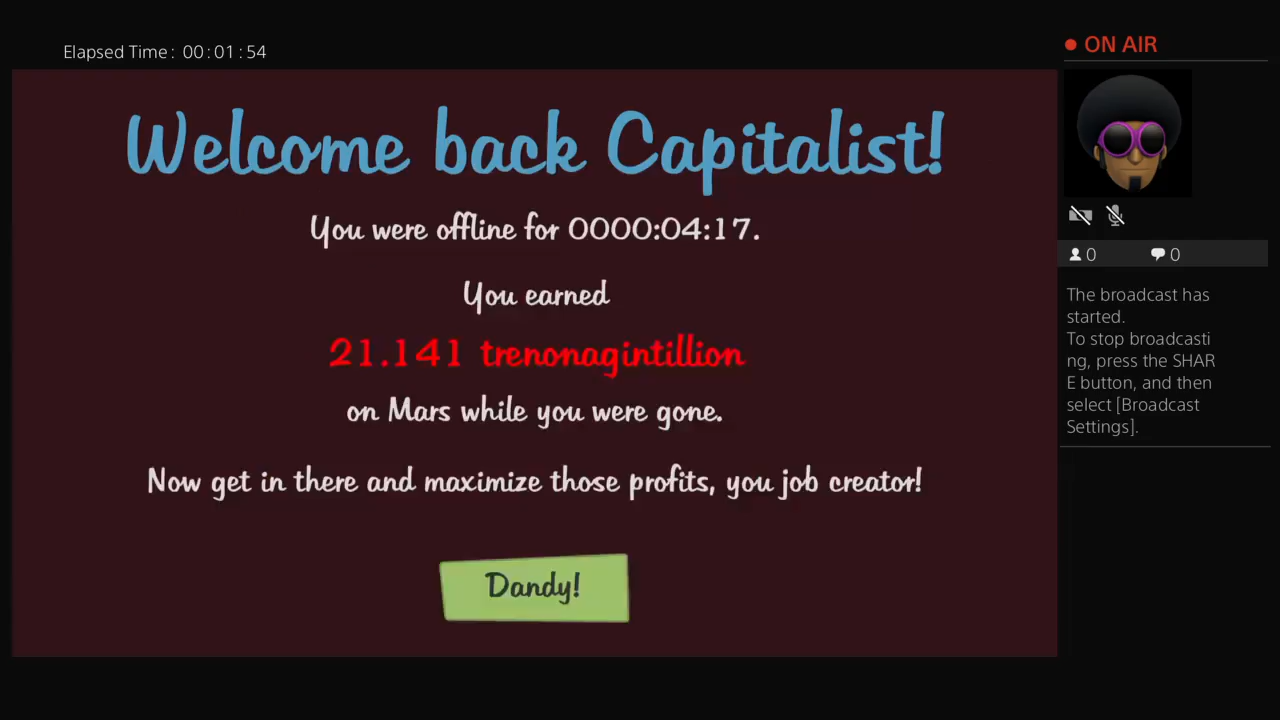 Elapsed Time: 00:01:54
ON AIR
Welcome back Capitalist!
You were offline for 0000:04:17.
You earned
21.141 trenonagintillion
on Mars while you were gone.
Now get in there and maximize those profits, you job creator!
Dandy!
0 0
The broadcast has
started.
To stop broadcasti
ng, press the SHAR
E button, and then
select [Broadcast
Settings].